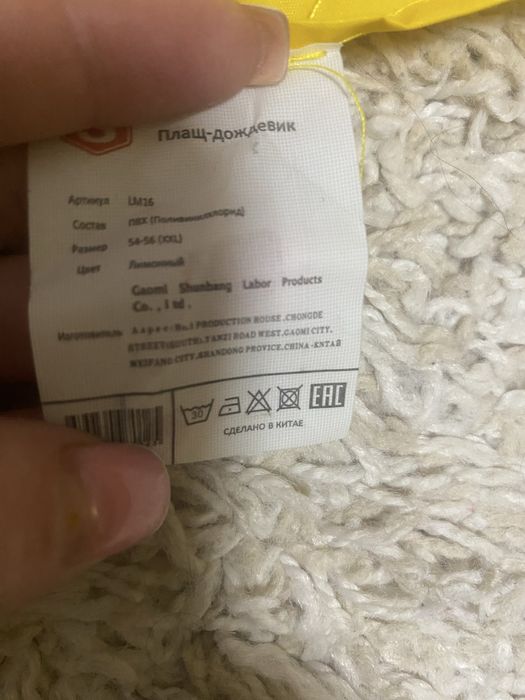 Плащ-дождевик
Артикул LM16
Состав ПВХ (Поливинилхлорид)
Размер 54-56 (XXL)
Цвет Лимонный
Gaomi Shunbang Labor Products
Co., Ltd.
Изготовитель Адрес: No.1 PRODUCTION HOUSE, CHONGDE
STREET(SOUTH), YANZI ROAD WEST, GAOMI CITY,
WEIFANG CITY, SHANDONG PROVICE, CHINA -КИТАЙ
30
EAC
СДЕЛАНО В КИТАЕ